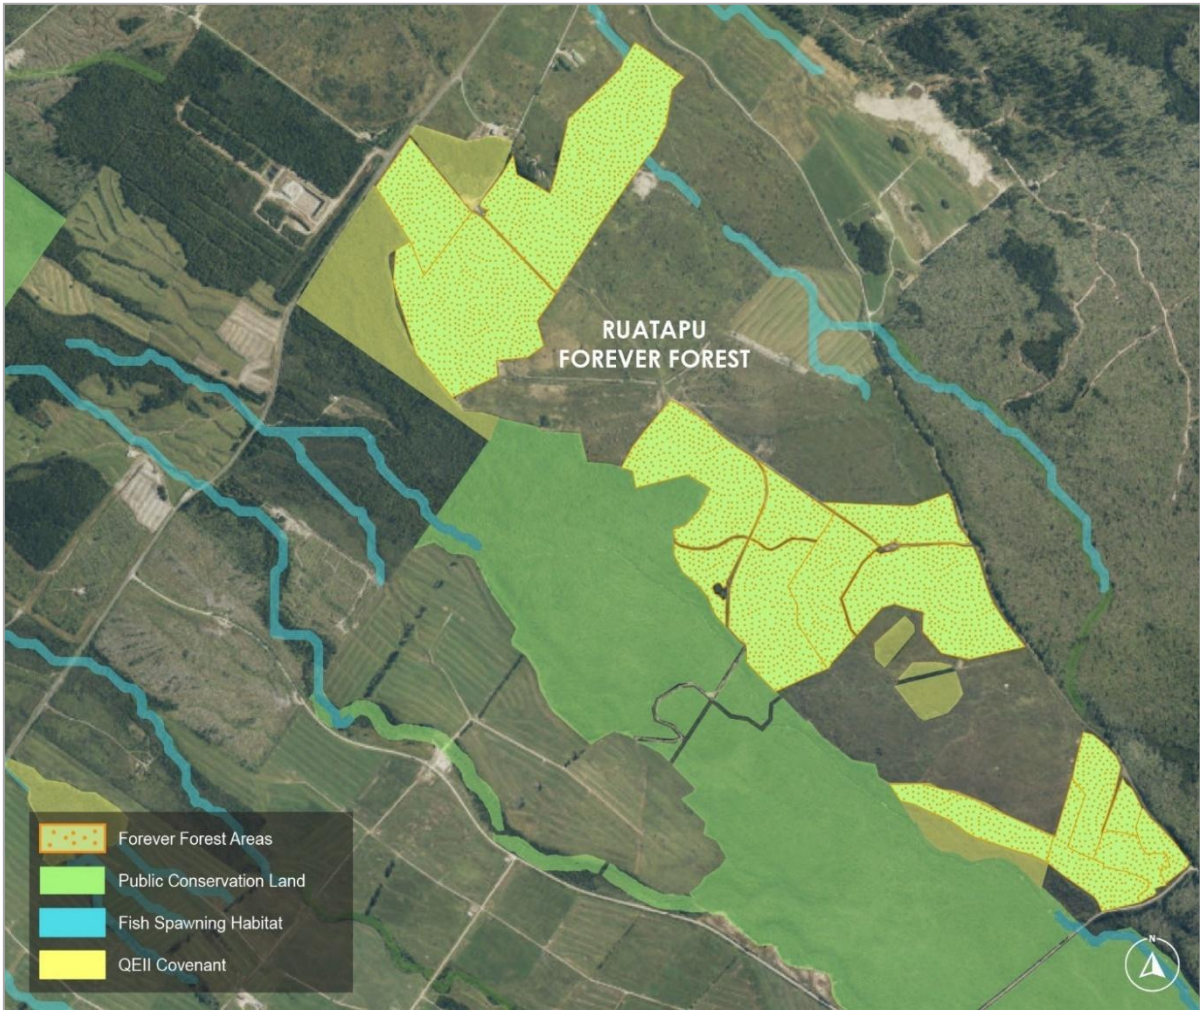 RUATAPU
FOREVER FOREST
Forever Forest Areas
Public Conservation Land
Fish Spawning Habitat
QEII Covenant
N